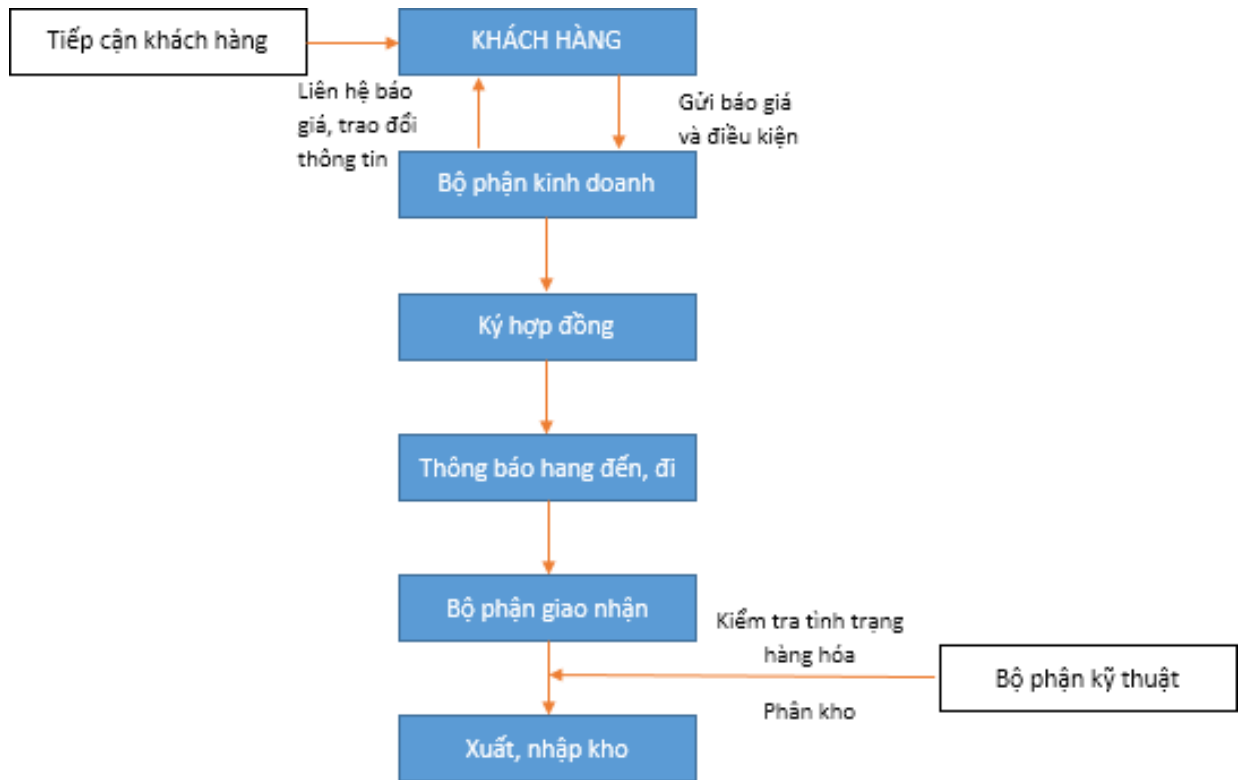 Tiếp cận khách hàng
KHÁCH HÀNG
Liên hệ báo
giá, trao đổi
thông tin
Gửi báo giá
và điều kiện
Bộ phận kinh doanh
Ký hợp đồng
Thông báo hang đến, đi
Bộ phận giao nhận
Kiểm tra tình trạng
hàng hóa
Bộ phận kỹ thuật
Phân kho
Xuất, nhập kho